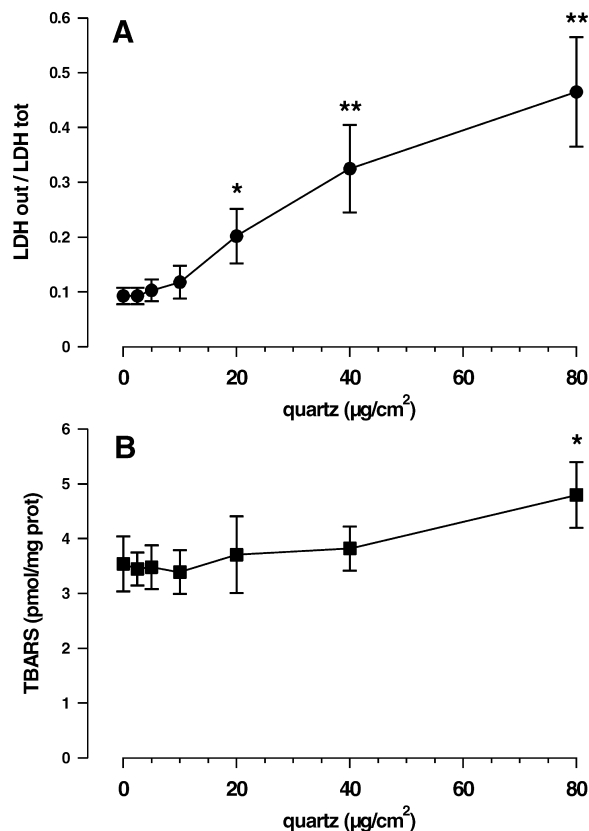 A
LDH out / LDH tot
0.6
0.5
0.4
0.3
0.2
0.1
0
*
**
**
0 20 40 60 80
quartz (µg/cm²)
B
TBARS (pmol/mg prot)
6
5
4
3
2
1
0
*
0 20 40 60 80
quartz (µg/cm²)